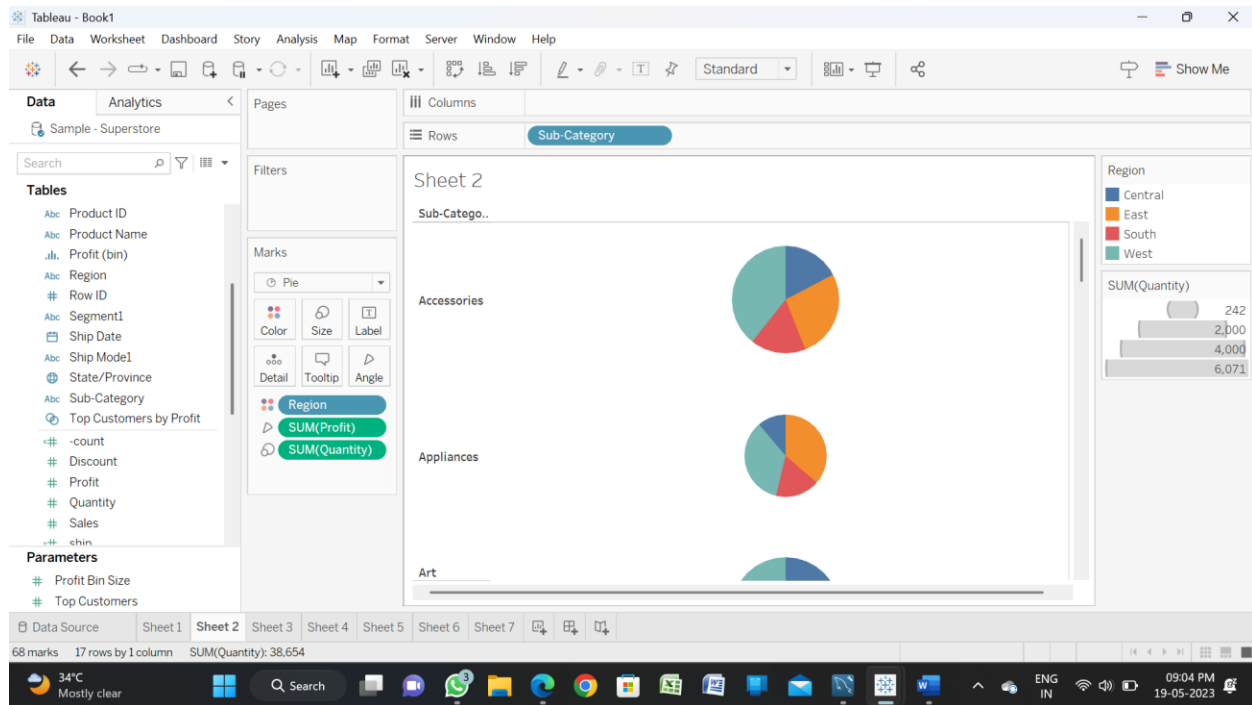 Tableau - Book1
File Data Worksheet Dashboard Story Analysis Map Format Server Window Help
Standard
Show Me
Data Analytics
Sample - Superstore
Search
Tables
Abc Product ID
Abc Product Name
Profit (bin)
Abc Region
# Row ID
Abc Segment1
Ship Date
Abc Ship Mode1
State/Province
Abc Sub-Category
Top Customers by Profit
=# -count
# Discount
# Profit
# Quantity
# Sales
=# ship
Parameters
# Profit Bin Size
# Top Customers
Pages
Filters
Marks
Pie
Color Size Label
Detail Tooltip Angle
Region
SUM(Profit)
SUM(Quantity)
Columns
Rows Sub-Category
Sheet 2
Sub-Catego..
Accessories
Appliances
Art
Region
Central
East
South
West
SUM(Quantity)
242
2,000
4,000
6,071
Data Source Sheet 1 Sheet 2 Sheet 3 Sheet 4 Sheet 5 Sheet 6 Sheet 7
68 marks 17 rows by 1 column SUM(Quantity): 38,654
34°C
Mostly clear
Search
3
ENG
IN
09:04 PM
19-05-2023